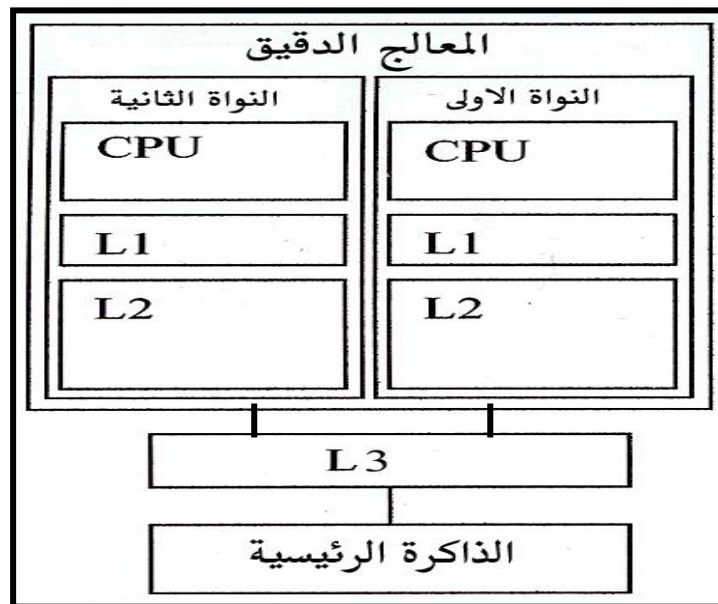 المعالج الدقيق
النواة الاولى
CPU
L1
L2
النواة الثانية
CPU
L1
L2
L3
الذاكرة الرئيسية